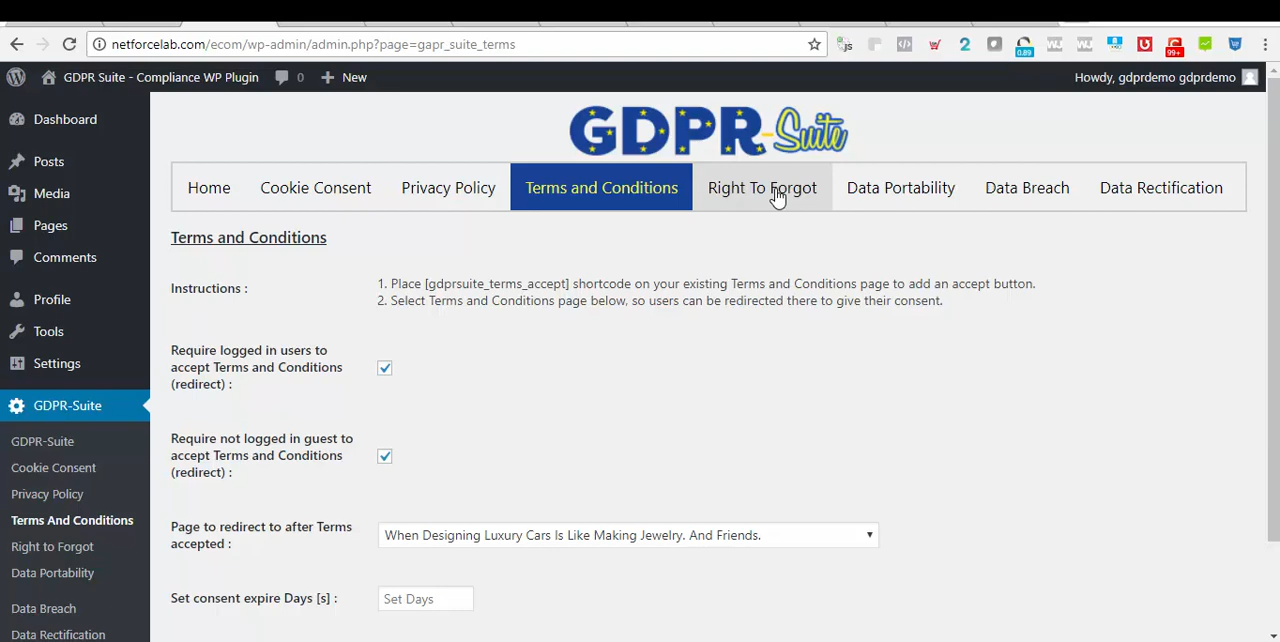 netforcelab.com/ecom/wp-admin/admin.php?page=gapr_suite_terms
js
2
0.89
99+
GDPR Suite - Compliance WP Plugin 0 New
Howdy, gdprdemo gdprdemo
Dashboard
Posts
Media
Pages
Comments
Profile
Tools
Settings
GDPR-Suite
GDPR-Suite
Cookie Consent
Privacy Policy
Terms And Conditions
Right to Forgot
Data Portability
Data Breach
Data Rectification
GDPR-Suite
Home Cookie Consent Privacy Policy Terms and Conditions Right To Forgot Data Portability Data Breach Data Rectification
Terms and Conditions
Instructions :
1. Place [gdprsuite_terms_accept] shortcode on your existing Terms and Conditions page to add an accept button.
2. Select Terms and Conditions page below, so users can be redirected there to give their consent.
Require logged in users to
accept Terms and Conditions
(redirect) :
Require not logged in guest to
accept Terms and Conditions
(redirect) :
Page to redirect to after Terms
accepted :
When Designing Luxury Cars Is Like Making Jewelry. And Friends.
Set consent expire Days [s] :
Set Days